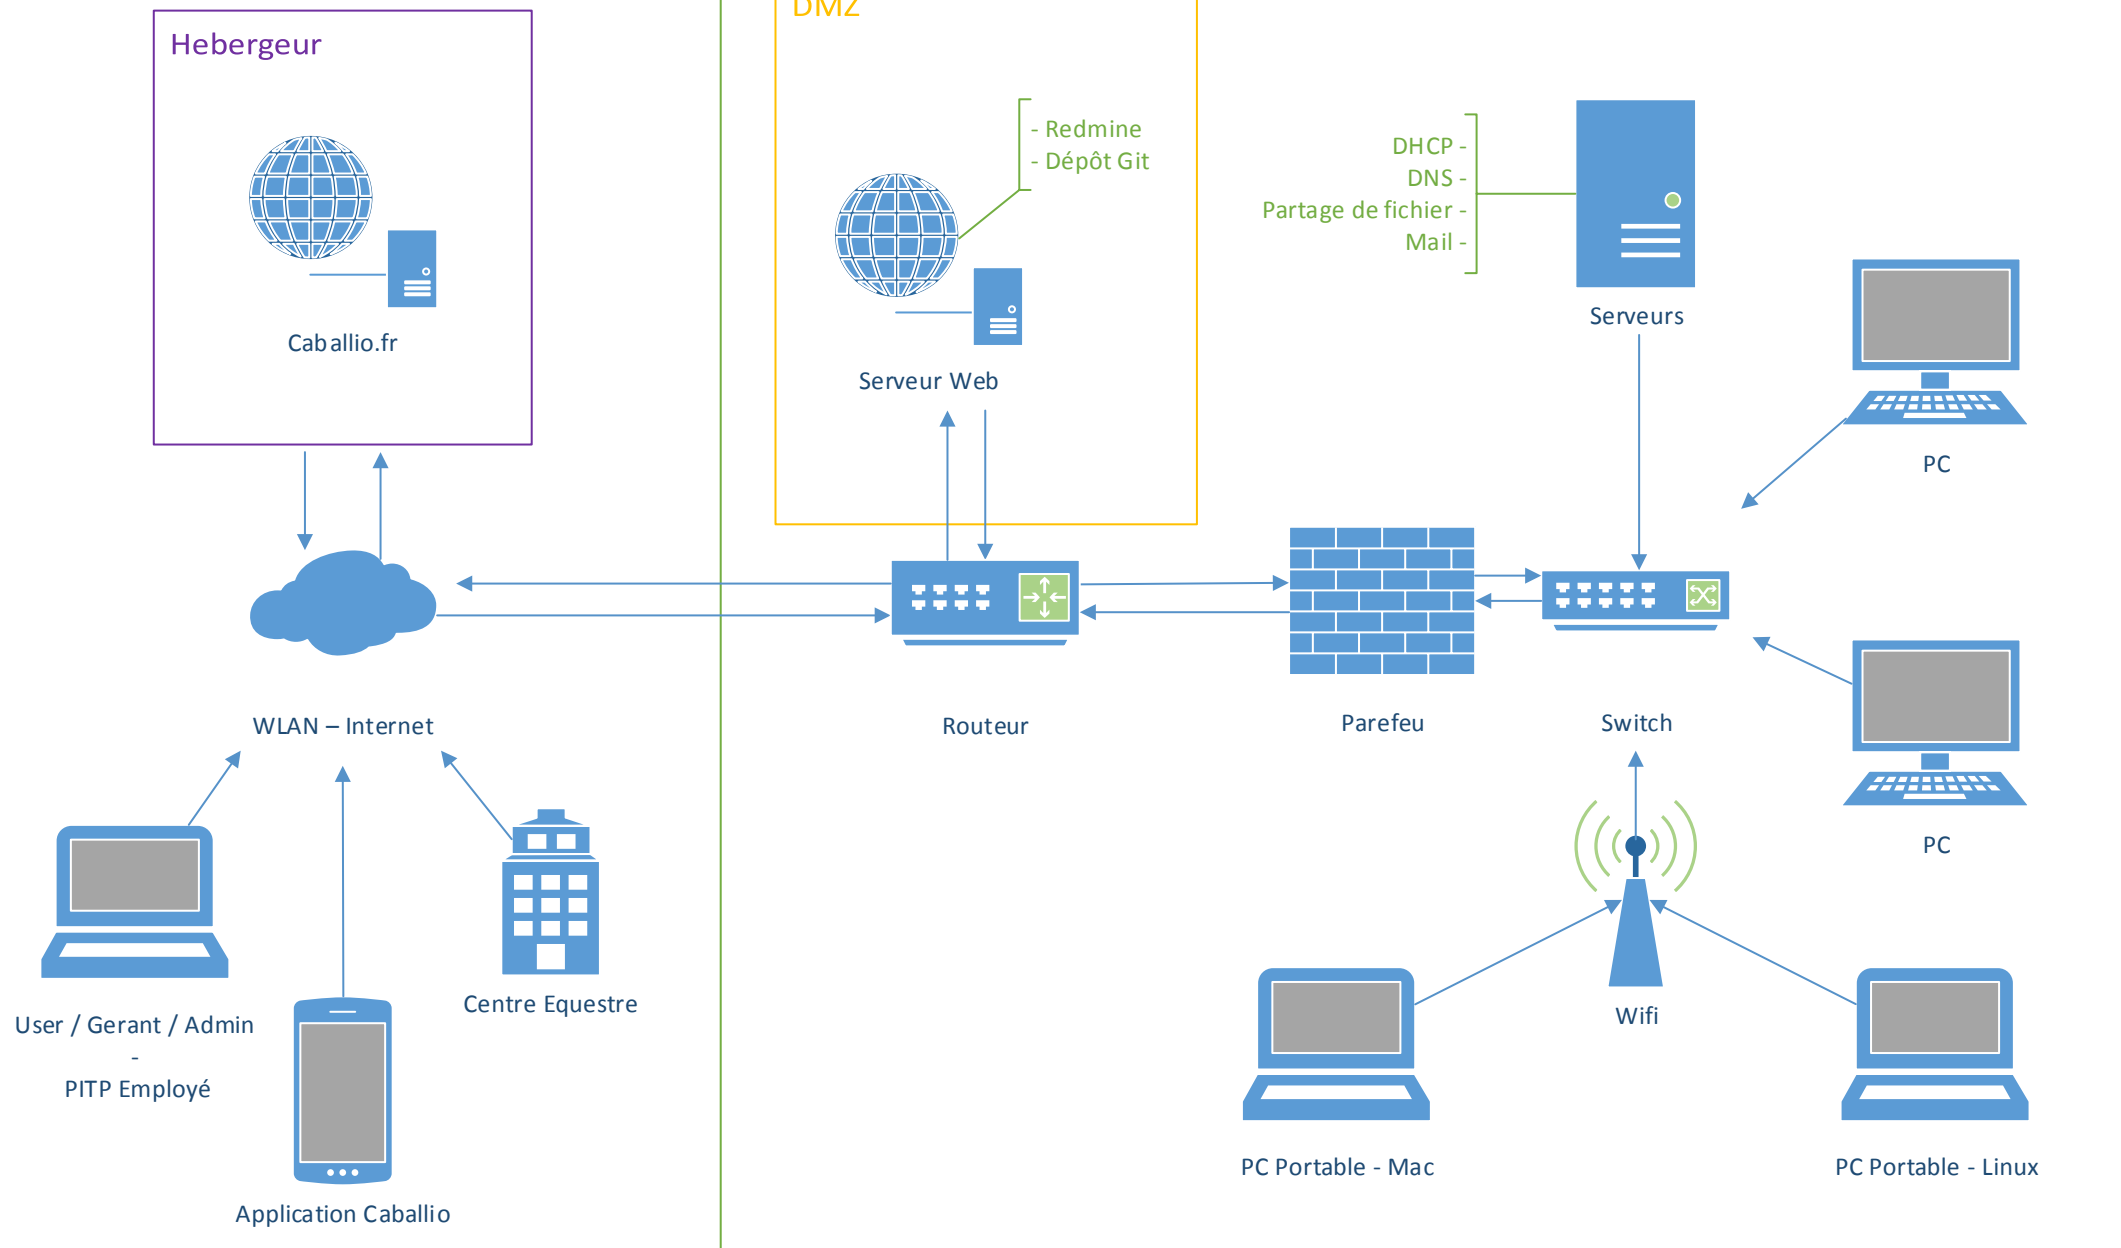 Hebergeur
Caballio.fr
DMZ
- Redmine
- Dépôt Git
Serveur Web
DHCP -
DNS -
Partage de fichier -
Mail -
Serveurs
PC
WLAN – Internet
Routeur
Parefeu
Switch
PC
User / Gerant / Admin
-
PITP Employé
Centre Equestre
Application Caballio
Wifi
PC Portable - Mac
PC Portable - Linux